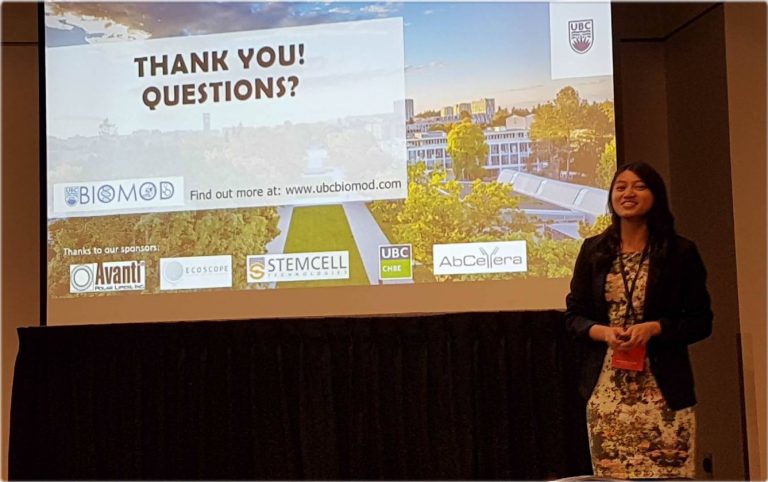 THANK YOU!
QUESTIONS?
UBC
UBC BIOMOD
Find out more at: www.ubcbiomod.com
Thanks to our sponsors:
Avanti
POLAR LIPIDS, INC.
ECOSCOPE
STEMCELL
TECHNOLOGIES
UBC
CHBE
AbCellera